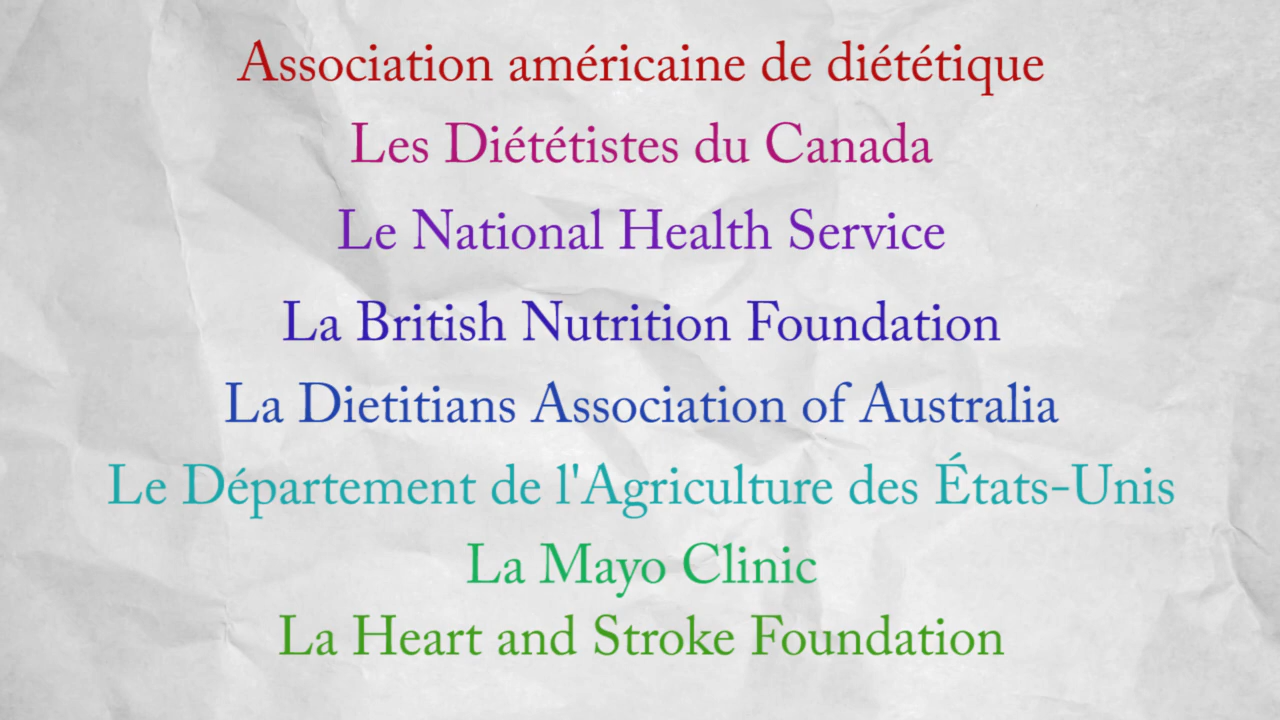 Association américaine de diététique
Les Diététistes du Canada
Le National Health Service
La British Nutrition Foundation
La Dietitians Association of Australia
Le Département de l'Agriculture des États-Unis
La Mayo Clinic
La Heart and Stroke Foundation